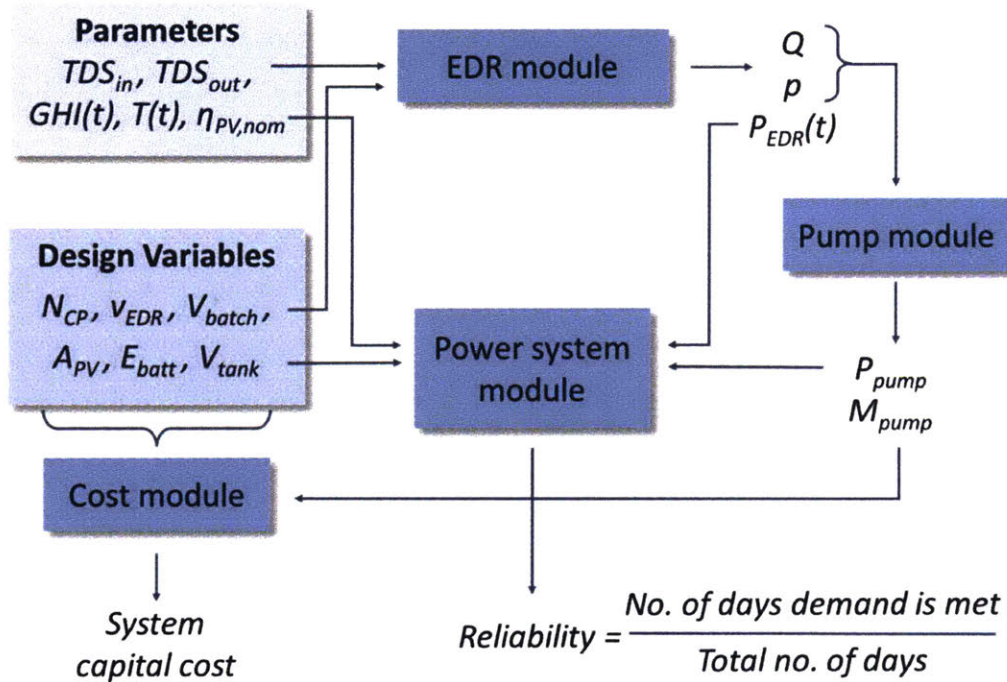 Parameters
TDS_in, TDS_out,
GHI(t), T(t), η_PV,nom
EDR module
Q
p
P_EDR(t)
Pump module
Design Variables
N_CP, v_EDR, V_batch,
A_PV, E_batt, V_tank
Power system
module
P_pump
M_pump
Cost module
System
capital cost
Reliability = No. of days demand is met
Total no. of days